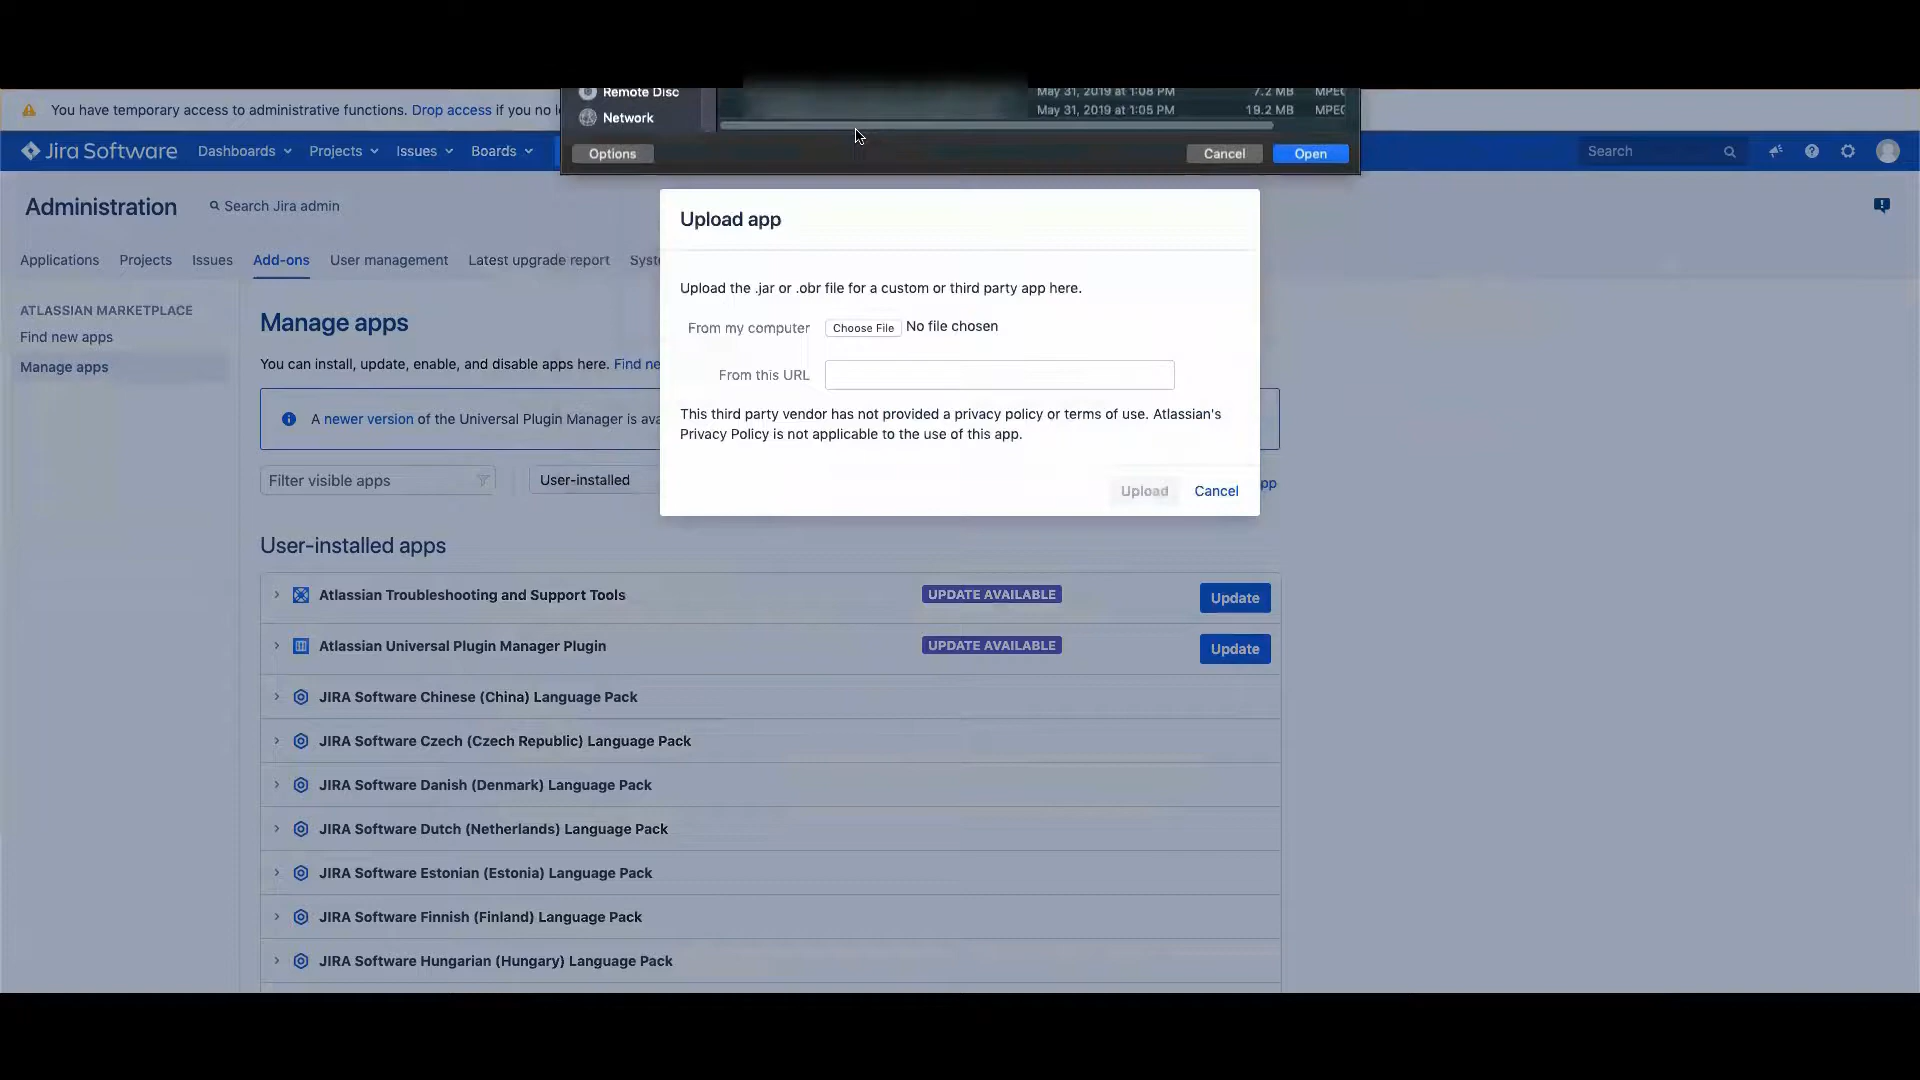 Remote Disc
May 31, 2019 at 1:08 PM 7.2 MB MPEG
Network
May 31, 2019 at 1:05 PM 19.2 MB MPEG
You have temporary access to administrative functions. Drop access if you no
Options Cancel Open
Jira Software Dashboards Projects Issues Boards Search
Administration Search Jira admin
Applications Projects Issues Add-ons User management Latest upgrade report Syst
ATLASSIAN MARKETPLACE
Find new apps
Manage apps
Manage apps
You can install, update, enable, and disable apps here. Find ne
A newer version of the Universal Plugin Manager is ava
Filter visible apps User-installed
pp
Upload app
Upload the .jar or .obr file for a custom or third party app here.
From my computer Choose File No file chosen
From this URL
This third party vendor has not provided a privacy policy or terms of use. Atlassian's
Privacy Policy is not applicable to the use of this app.
Upload Cancel
User-installed apps
Atlassian Troubleshooting and Support Tools UPDATE AVAILABLE Update
Atlassian Universal Plugin Manager Plugin UPDATE AVAILABLE Update
JIRA Software Chinese (China) Language Pack
JIRA Software Czech (Czech Republic) Language Pack
JIRA Software Danish (Denmark) Language Pack
JIRA Software Dutch (Netherlands) Language Pack
JIRA Software Estonian (Estonia) Language Pack
JIRA Software Finnish (Finland) Language Pack
JIRA Software Hungarian (Hungary) Language Pack